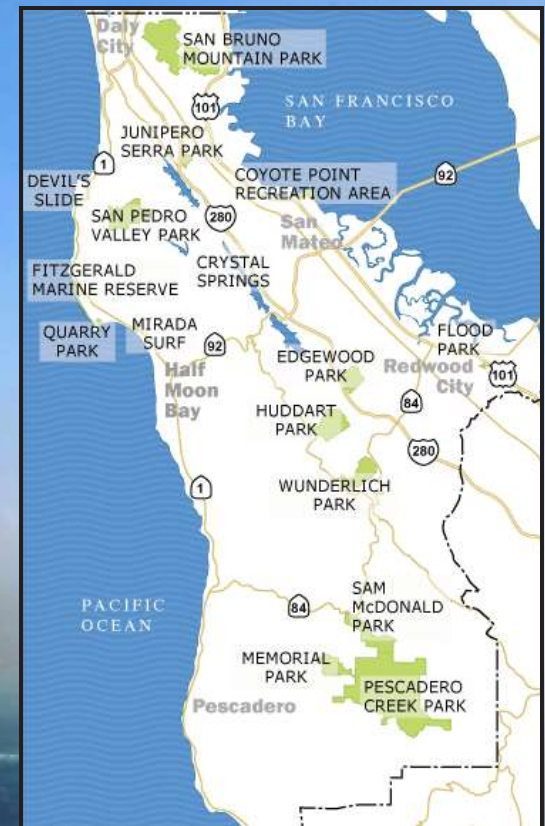 Daly
City
SAN BRUNO
MOUNTAIN PARK
101
SAN FRANCISCO
BAY
JUNIPERO
SERRA PARK
1
92
DEVIL'S
SLIDE
COYOTE POINT
RECREATION AREA
SAN PEDRO
VALLEY PARK
280
San
Mateo
FITZGERALD
MARINE RESERVE
CRYSTAL
SPRINGS
QUARRY
PARK
MIRADA
SURF
92
FLOOD
PARK
EDGEWOOD
PARK
Redwood
City
101
Half
Moon
Bay
84
HUDDART
PARK
280
WUNDERLICH
PARK
1
PACIFIC
OCEAN
84
SAM
McDONALD
PARK
MEMORIAL
PARK
PESCADERO
CREEK PARK
Pescadero